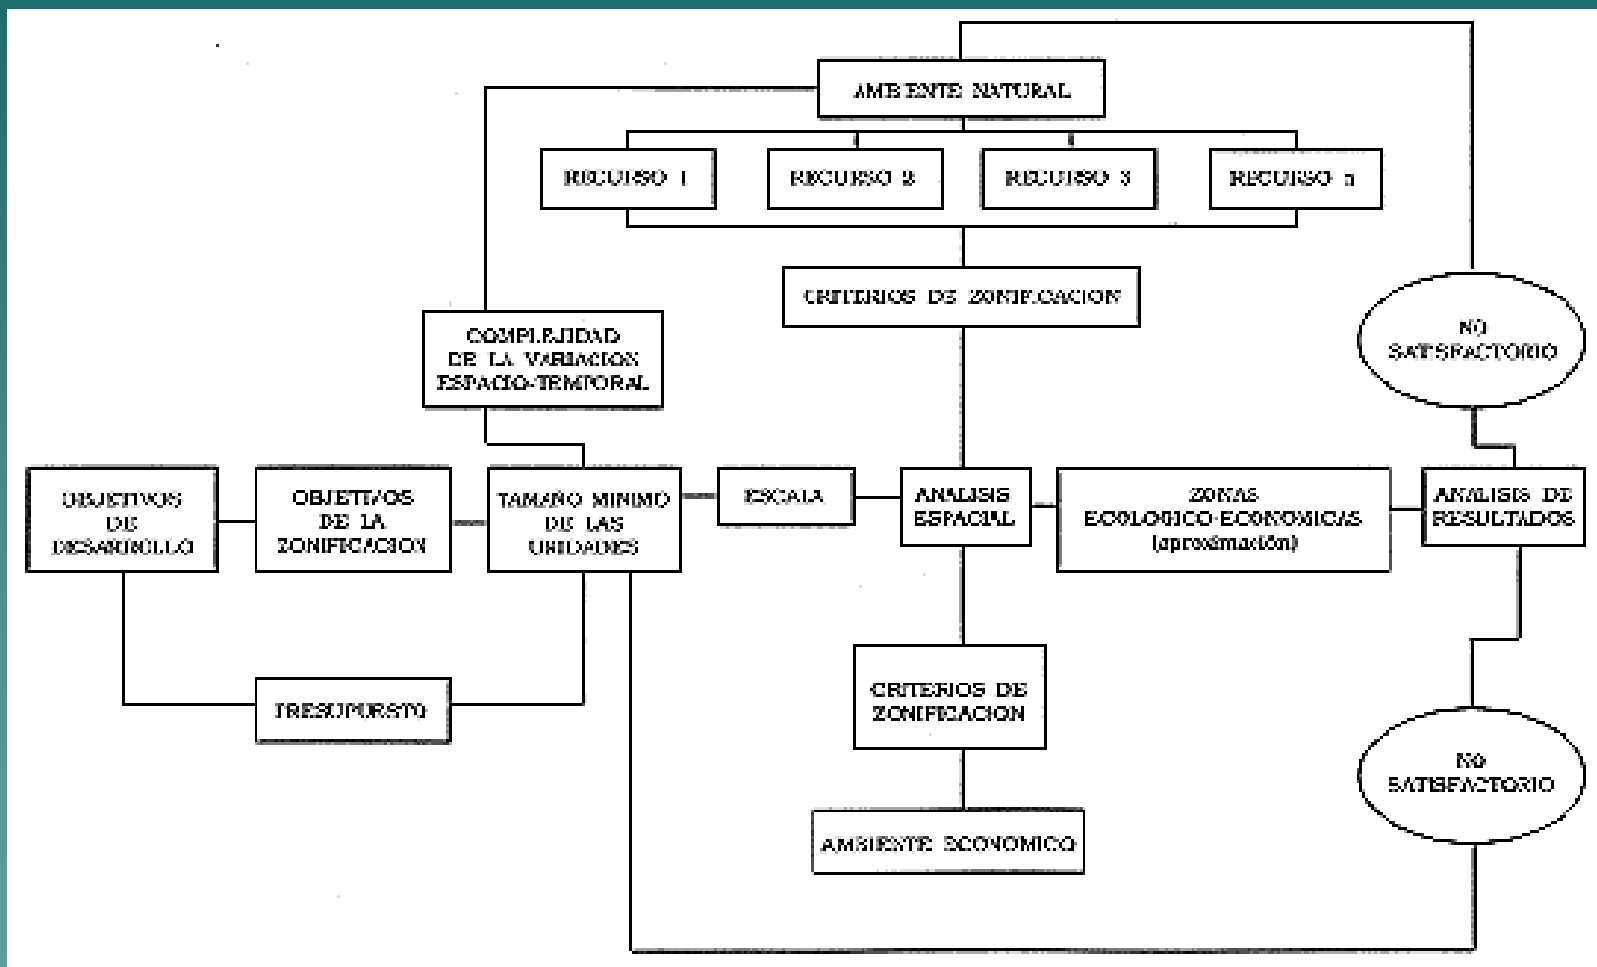 AMBIENTE NATURAL
RECURSO 1
RECURSO 2
RECURSO 3
RECURSO n
CRITERIOS DE ZONIFICACION
COMPLEJIDAD
DE LA VARIACION
ESPACIO-TEMPORAL
NO
SATISFACTORIO
OBJETIVOS
DE
DESARROLLO
OBJETIVOS
DE LA
ZONIFICACION
TAMAÑO MINIMO
DE LAS
UNIDADES
ESCALA
ANALISIS
ESPACIAL
ZONAS
ECOLOGICO-ECONOMICAS
(aproximación)
ANALISIS DE
RESULTADOS
PRESUPUESTO
CRITERIOS DE
ZONIFICACION
NO
SATISFACTORIO
AMBIENTE ECONOMICO